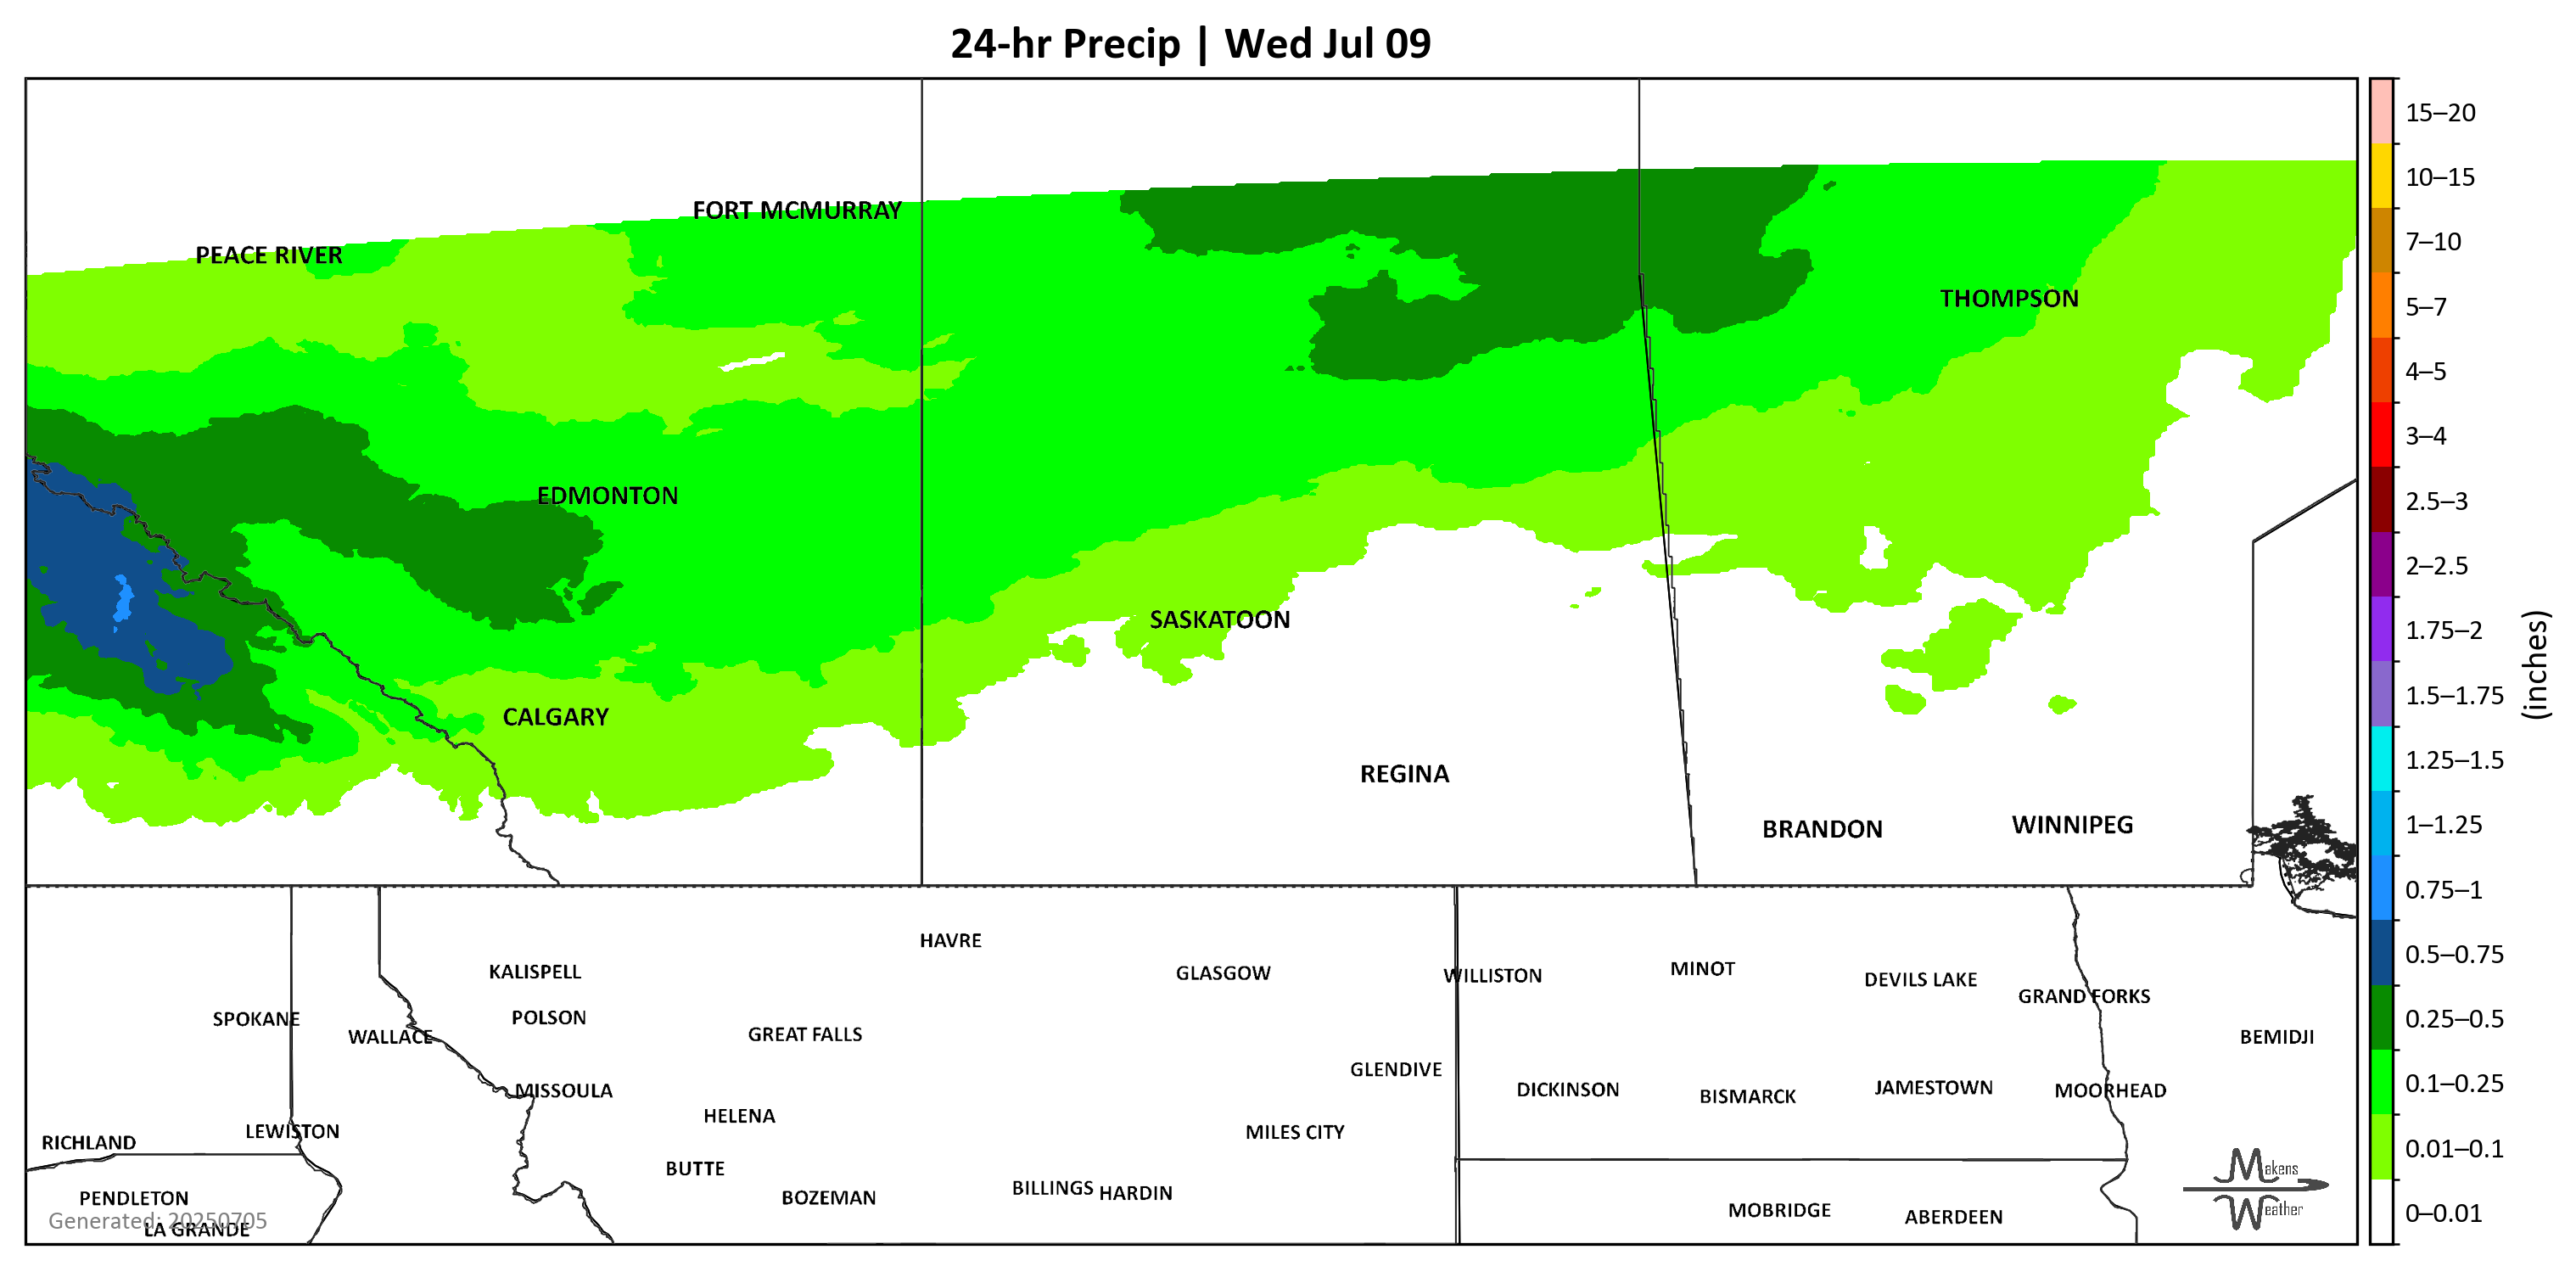 24-hr Precip | Wed Jul 09
FORT MCMURRAY
PEACE RIVER
THOMPSON
EDMONTON
SASKATOON
CALGARY
REGINA
BRANDON
WINNIPEG
HAVRE
KALISPELL
GLASGOW
WILLISTON
MINOT
DEVILS LAKE
GRAND FORKS
SPOKANE
POLSON
WALLACE
GREAT FALLS
BEMIDJI
GLENDIVE
MISSOULA
DICKINSON
BISMARCK
JAMESTOWN
MOORHEAD
HELENA
LEWISTON
MILES CITY
RICHLAND
BUTTE
PENDLETON
BOZEMAN
BILLINGS
HARDIN
MOBRIDGE
ABERDEEN
Generated: 20250705
LA GRANDE
Makens
Weather
15–20
10–15
7–10
5–7
4–5
3–4
2.5–3
2–2.5
1.75–2
1.5–1.75
1.25–1.5
1–1.25
0.75–1
0.5–0.75
0.25–0.5
0.1–0.25
0.01–0.1
0–0.01
(inches)